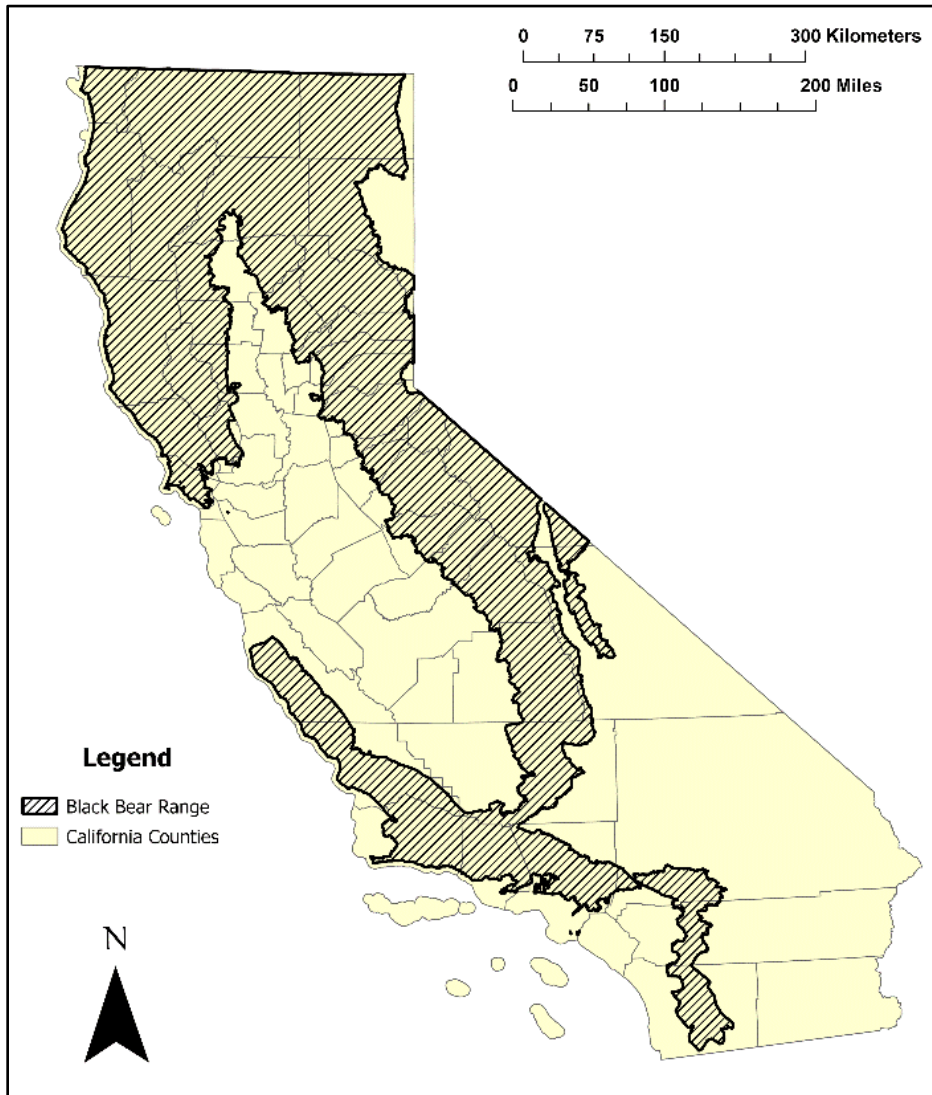 0 75 150 300 Kilometers
0 50 100 200 Miles
Legend
Black Bear Range
California Counties
N